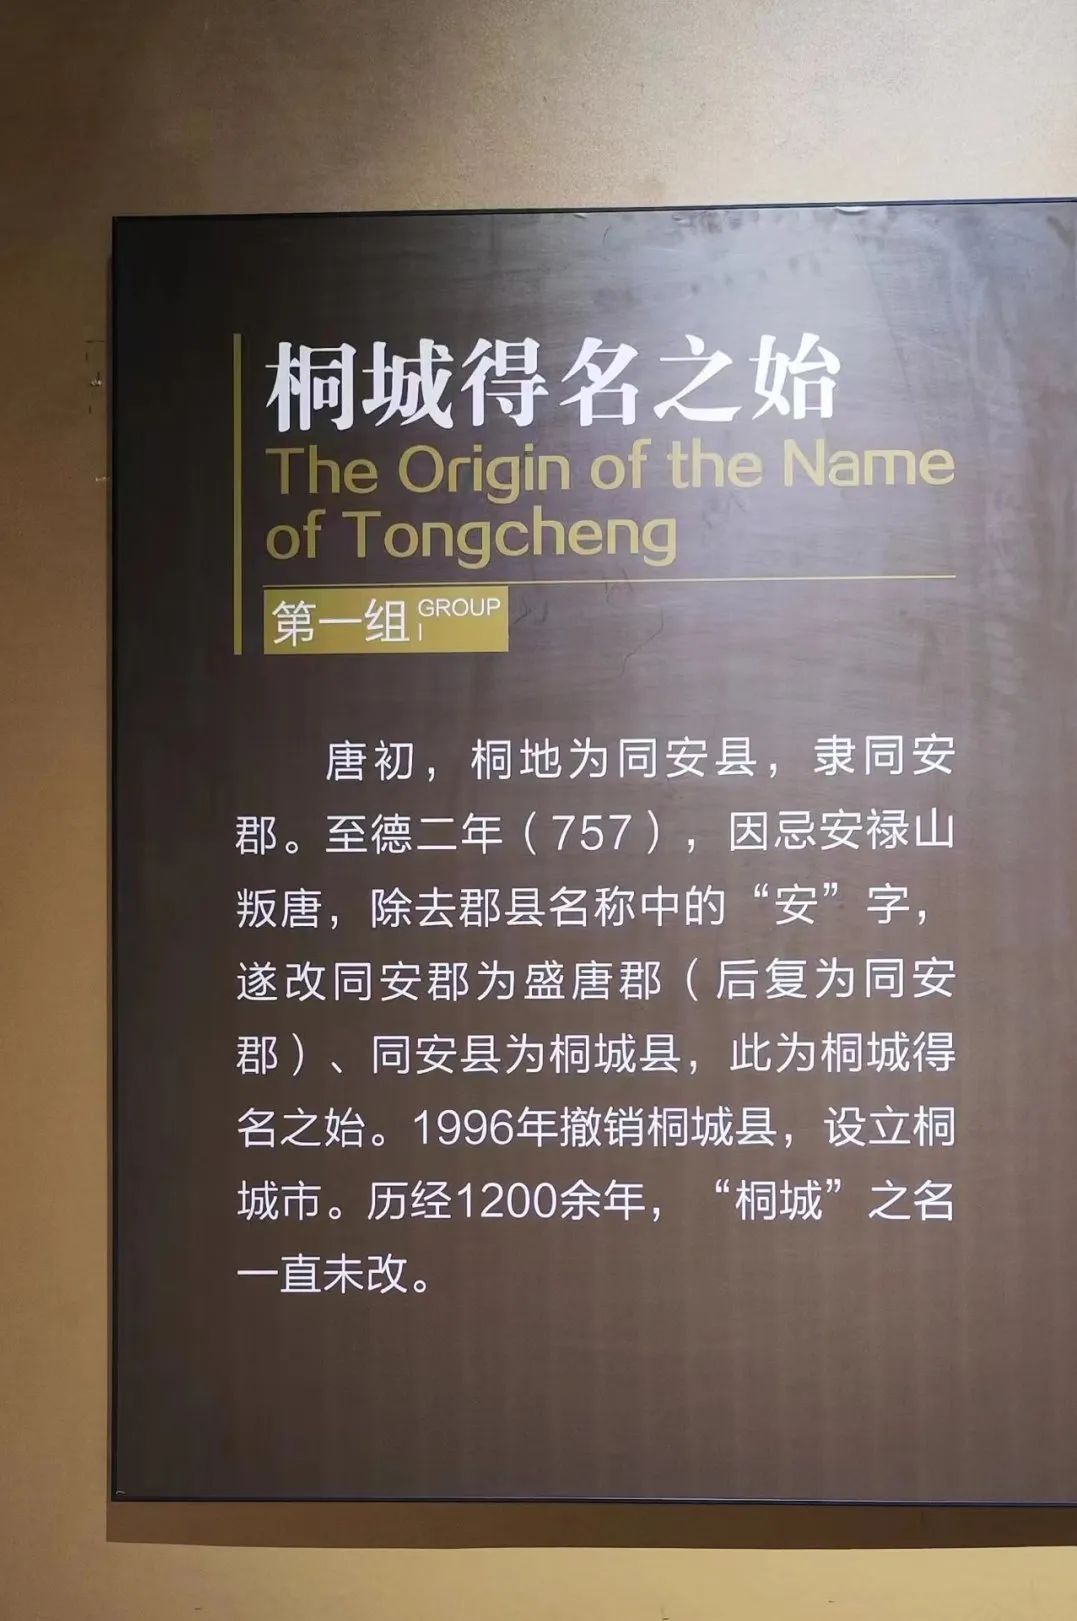 桐城得名之始
The Origin of the Name
of Tongcheng
第一组 GROUP I
唐初，桐地为同安县，隶同安
郡。至德二年（757），因忌安禄山
叛唐，除去郡县名称中的“安”字，
遂改同安郡为盛唐郡（后复为同安
郡）、同安县为桐城县，此为桐城得
名之始。1996年撤销桐城县，设立桐
城市。历经1200余年，“桐城”之名
一直未改。